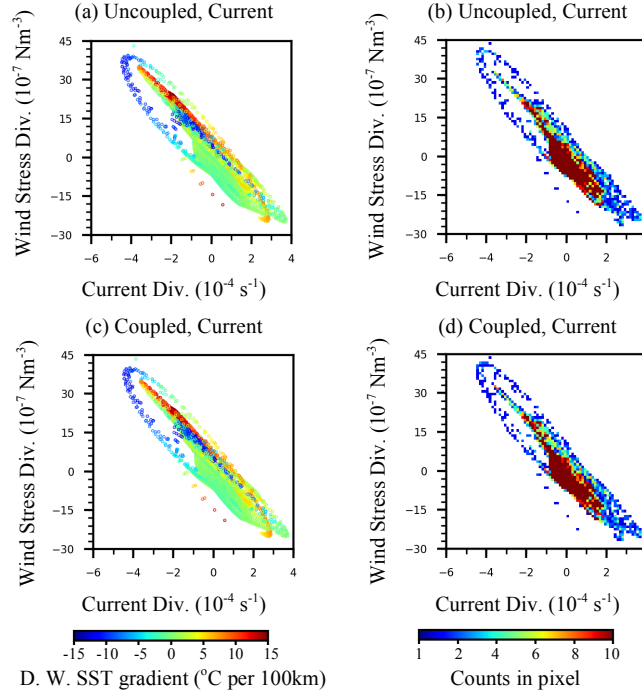 (a) Uncoupled, Current
(b) Uncoupled, Current
Wind Stress Div. (10⁻⁷ Nm⁻³)
45
30
15
0
−15
−30
−6 −4 −2 0 2 4
Current Div. (10⁻⁴ s⁻¹)
Wind Stress Div. (10⁻⁷ Nm⁻³)
45
30
15
0
−15
−30
−6 −4 −2 0 2
Current Div. (10⁻⁴ s⁻¹)
(c) Coupled, Current
(d) Coupled, Current
Wind Stress Div. (10⁻⁷ Nm⁻³)
45
30
15
0
−15
−30
−6 −4 −2 0 2 4
Current Div. (10⁻⁴ s⁻¹)
Wind Stress Div. (10⁻⁷ Nm⁻³)
45
30
15
0
−15
−30
−6 −4 −2 0 2
Current Div. (10⁻⁴ s⁻¹)
-15 -10 -5 0 5 10 15
D. W. SST gradient (°C per 100km)
1 2 4 6 8 10
Counts in pixel